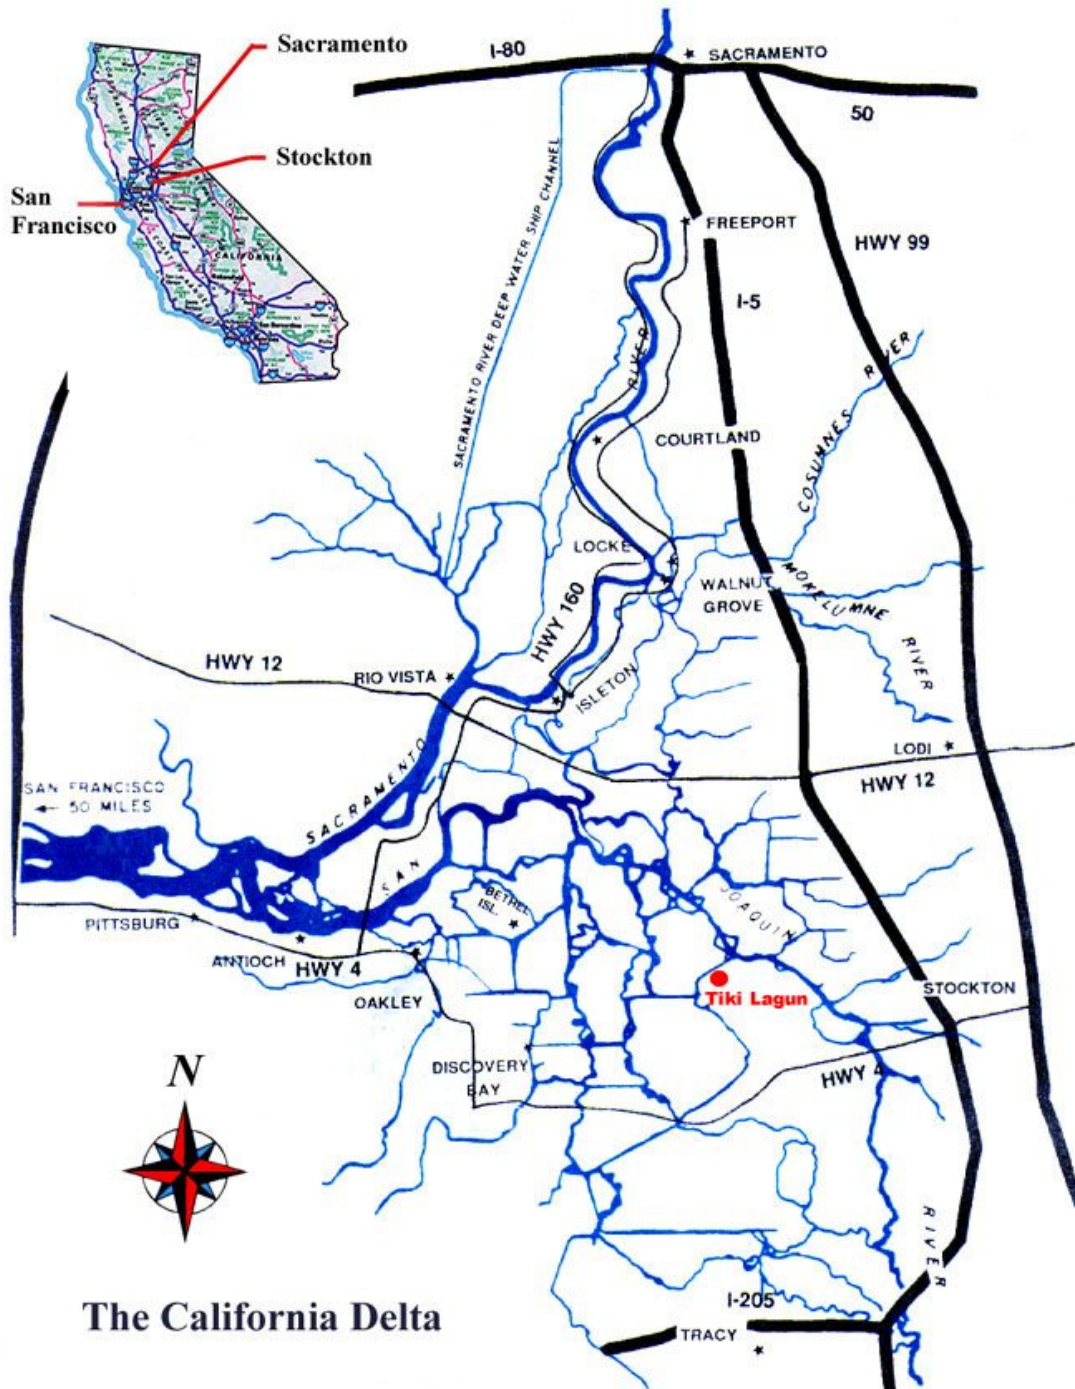 Sacramento
Stockton
San
Francisco
CALIFORNIA
I-80
SACRAMENTO
50
SACRAMENTO RIVER DEEP WATER SHIP CHANNEL
FREEPORT
HWY 99
I-5
RIVER
COURTLAND
COSUMNES RIVER
LOCKE
WALNUT
GROVE
MOKELUMNE
RIVER
HWY 160
HWY 12
RIO VISTA
ISLETON
LODI
HWY 12
SAN FRANCISCO
← 50 MILES
SACRAMENTO
SAN
BETHEL
ISL.
JOAQUIN
PITTSBURG
ANTIOCH
HWY 4
OAKLEY
Tiki Lagun
STOCKTON
DISCOVERY
BAY
HWY 4
N
RIVER
The California Delta
I-205
TRACY